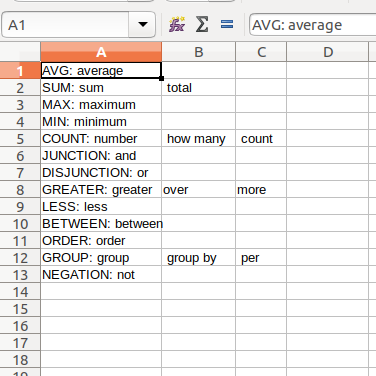 A1 AVG: average
A B C D
1 AVG: average
2 SUM: sum total
3 MAX: maximum
4 MIN: minimum
5 COUNT: number how many count
6 JUNCTION: and
7 DISJUNCTION: or
8 GREATER: greater over more
9 LESS: less
10 BETWEEN: between
11 ORDER: order
12 GROUP: group group by per
13 NEGATION: not
14
15
16
17
18
19